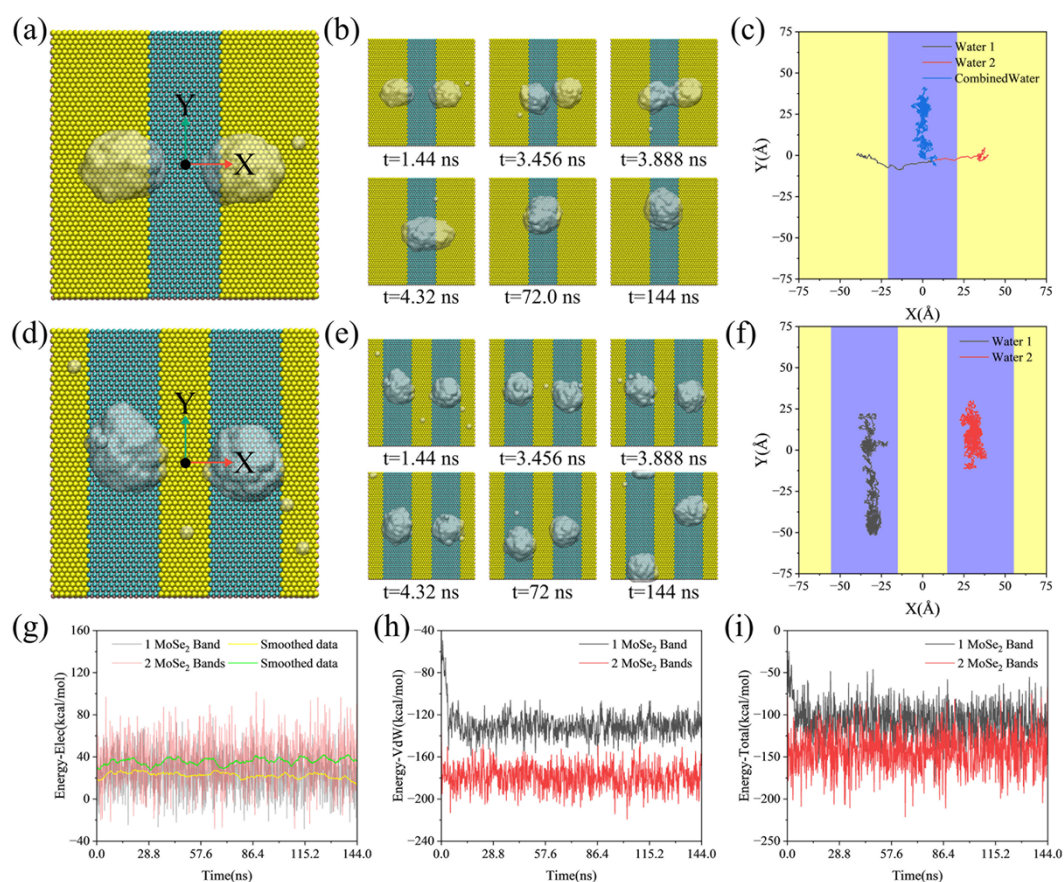 (a)
Y
X
(b)
t=1.44 ns
t=3.456 ns
t=3.888 ns
t=4.32 ns
t=72.0 ns
t=144 ns
(c)
Water 1
Water 2
CombinedWater
75
50
25
0
−25
−50
−75
Y(Å)
−75
−50
−25
0
25
50
75
X(Å)
(d)
Y
X
(e)
t=1.44 ns
t=3.456 ns
t=3.888 ns
t=4.32 ns
t=72 ns
t=144 ns
(f)
Water 1
Water 2
75
50
25
0
−25
−50
−75
Y(Å)
−75
−50
−25
0
25
50
75
X(Å)
(g)
1 MoSe₂ Band
Smoothed data
2 MoSe₂ Bands
Smoothed data
160
120
80
40
0
−40
Energy-Elec(kcal/mol)
0.0
28.8
57.6
86.4
115.2
144.0
Time(ns)
(h)
1 MoSe₂ Band
2 MoSe₂ Bands
−40
−80
−120
−160
−200
−240
Energy-VdW(kcal/mol)
0.0
28.8
57.6
86.4
115.2
144.0
Time(ns)
(i)
1 MoSe₂ Band
2 MoSe₂ Bands
0
−50
−100
−150
−200
−250
Energy-Total(kcal/mol)
0.0
28.8
57.6
86.4
115.2
144.0
Time(ns)